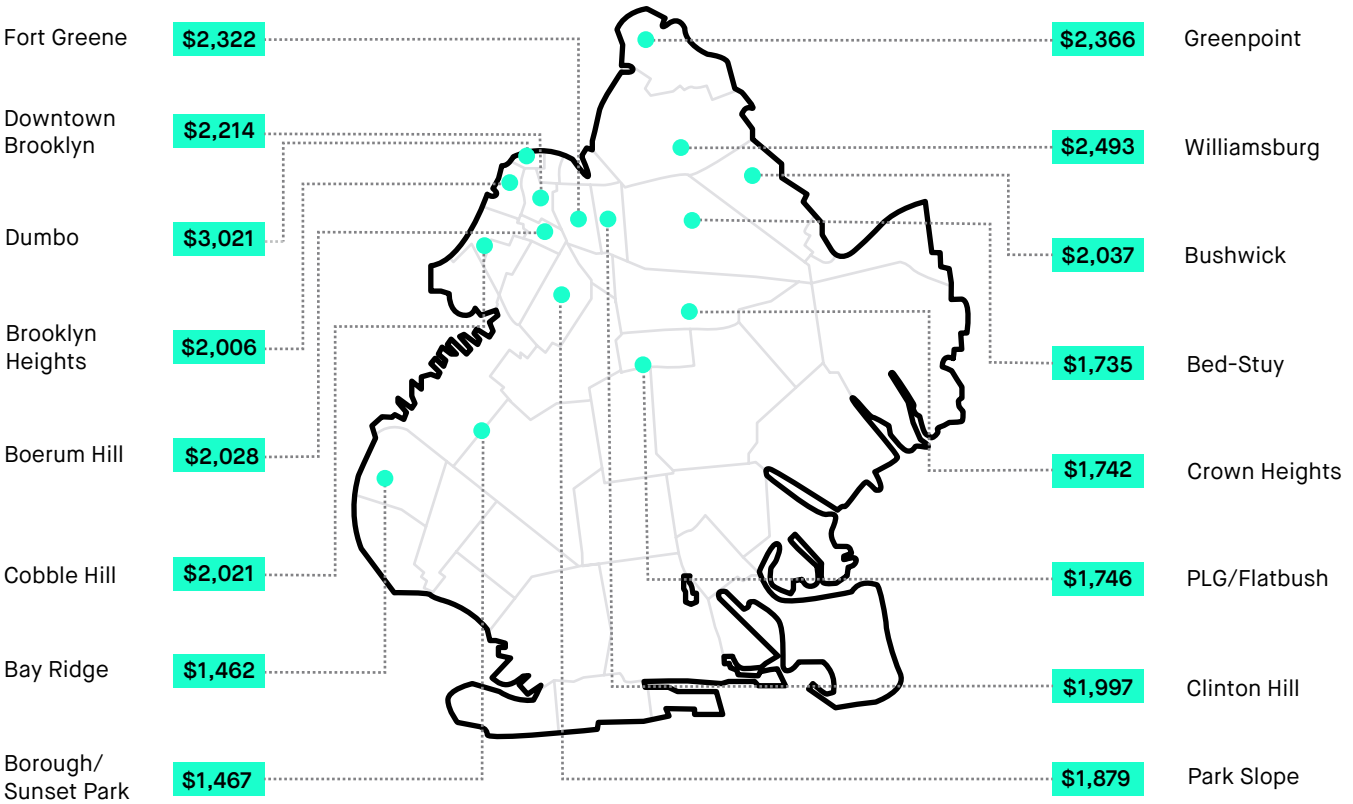 Fort Greene
$2,322
Downtown
Brooklyn
$2,214
Dumbo
$3,021
Brooklyn
Heights
$2,006
Boerum Hill
$2,028
Cobble Hill
$2,021
Bay Ridge
$1,462
Borough/
Sunset Park
$1,467
$2,366
Greenpoint
$2,493
Williamsburg
$2,037
Bushwick
$1,735
Bed-Stuy
$1,742
Crown Heights
$1,746
PLG/Flatbush
$1,997
Clinton Hill
$1,879
Park Slope